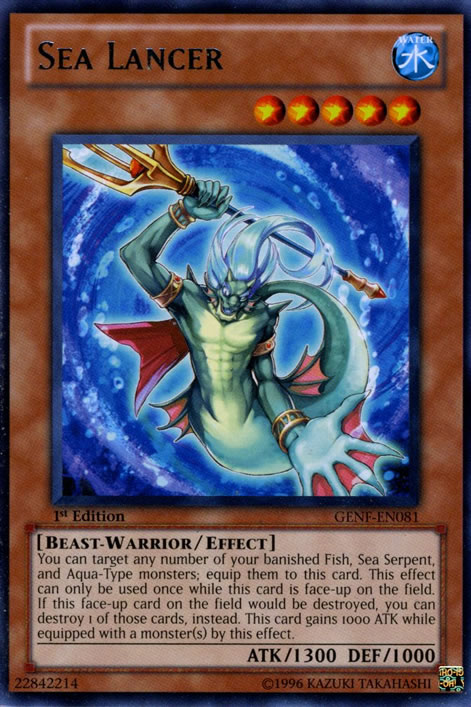 SEA LANCER
WATER
水
1st Edition
GENF-EN081
[BEAST-WARRIOR/EFFECT]
You can target any number of your banished Fish, Sea Serpent,
and Aqua-Type monsters; equip them to this card. This effect
can only be used once while this card is face-up on the field.
If this face-up card on the field would be destroyed, you can
destroy 1 of those cards, instead. This card gains 1000 ATK while
equipped with a monster(s) by this effect.
ATK/1300 DEF/1000
22842214
©1996 KAZUKI TAKAHASHI